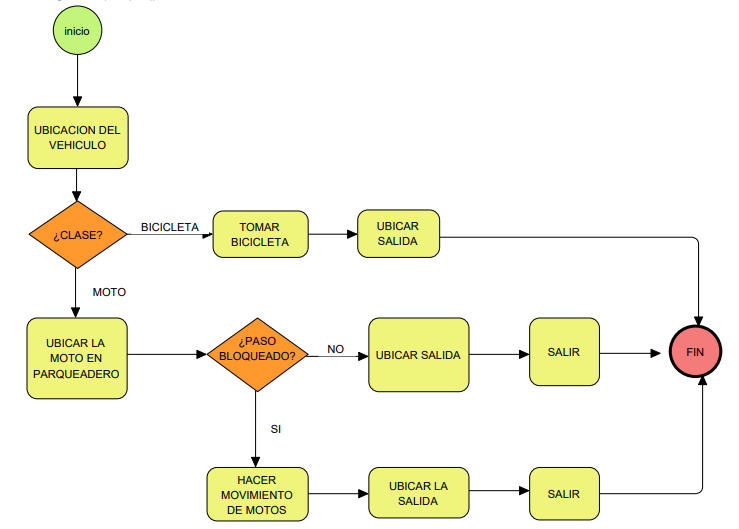 inicio
UBICACION DEL
VEHICULO
¿CLASE?
BICICLETA
TOMAR
BICICLETA
UBICAR
SALIDA
MOTO
UBICAR LA
MOTO EN
PARQUEADERO
¿PASO
BLOQUEADO?
NO
UBICAR SALIDA
SALIR
FIN
SI
HACER
MOVIMIENTO
DE MOTOS
UBICAR LA
SALIDA
SALIR